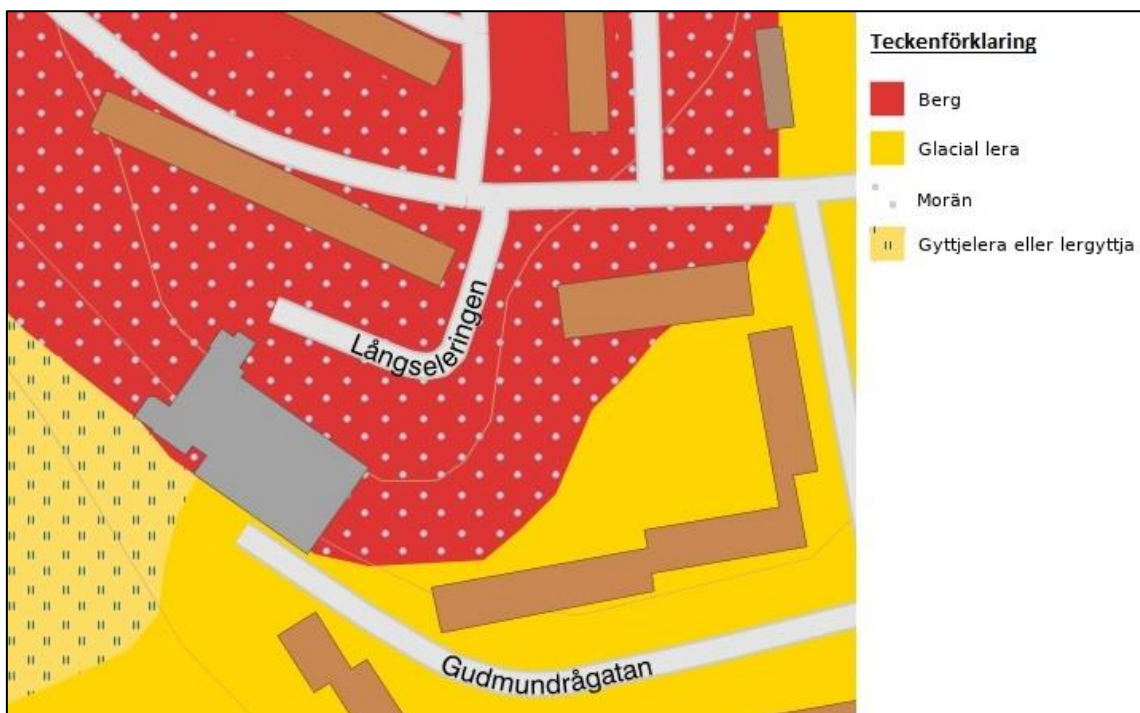 Teckenförklaring
Berg
Glacial lera
Morän
Gyttjelera eller lergyttja
Långseleringen
Gudmundrågatan